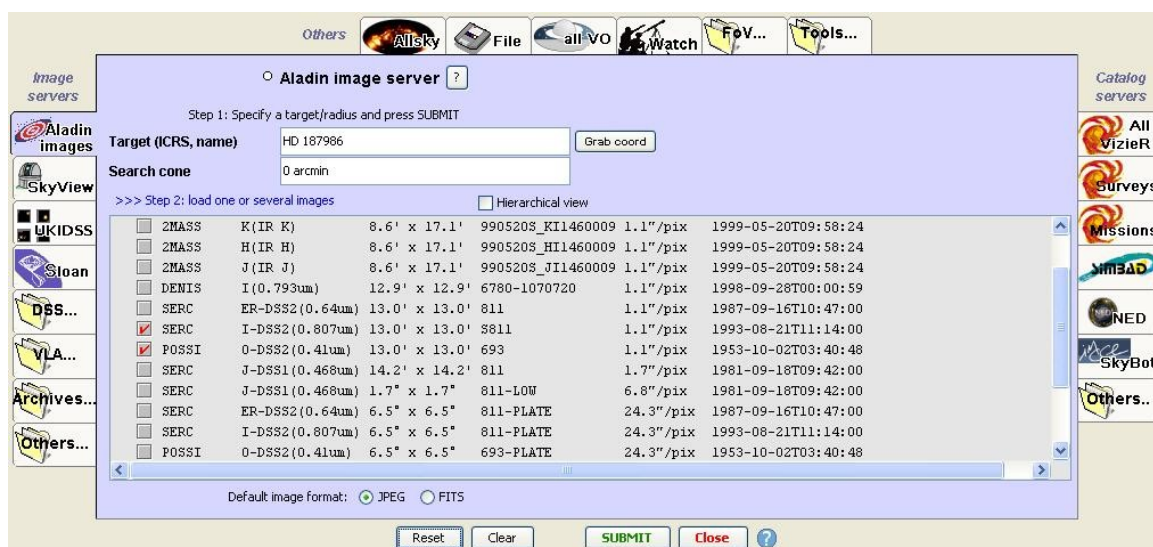 Others Allsky File all VO Watch FoV... Tools...
Image servers
Aladin images
SkyView
UKIDSS
Sloan
DSS...
VLA...
Archives...
Others...
Aladin image server ?
Step 1: Specify a target/radius and press SUBMIT
Target (ICRS, name) HD 187986 Grab coord
Search cone 0 arcmin
>>> Step 2: load one or several images Hierarchical view
2MASS K(IR K) 8.6' x 17.1' 990520S_KI1460009 1.1"/pix 1999-05-20T09:58:24
2MASS H(IR H) 8.6' x 17.1' 990520S_HI1460009 1.1"/pix 1999-05-20T09:58:24
2MASS J(IR J) 8.6' x 17.1' 990520S_JI1460009 1.1"/pix 1999-05-20T09:58:24
DENIS I(0.793um) 12.9' x 12.9' 6780-1070720 1.1"/pix 1998-09-28T00:00:59
SERC ER-DSS2(0.64um) 13.0' x 13.0' 811 1.1"/pix 1987-09-16T10:47:00
SERC I-DSS2(0.807um) 13.0' x 13.0' S811 1.1"/pix 1993-08-21T11:14:00
POSSI O-DSS2(0.41um) 13.0' x 13.0' 693 1.1"/pix 1953-10-02T03:40:48
SERC J-DSS1(0.468um) 14.2' x 14.2' 811 1.7"/pix 1981-09-18T09:42:00
SERC J-DSS1(0.468um) 1.7° x 1.7° 811-LOW 6.8"/pix 1981-09-18T09:42:00
SERC ER-DSS2(0.64um) 6.5° x 6.5° 811-PLATE 24.3"/pix 1987-09-16T10:47:00
SERC I-DSS2(0.807um) 6.5° x 6.5° 811-PLATE 24.3"/pix 1993-08-21T11:14:00
POSSI O-DSS2(0.41um) 6.5° x 6.5° 693-PLATE 24.3"/pix 1953-10-02T03:40:48
Default image format: JPEG FITS
Reset Clear SUBMIT Close ?
Catalog servers
All VizieR
Surveys
Missions
SIMBAD
NED
SkyBot
Others..